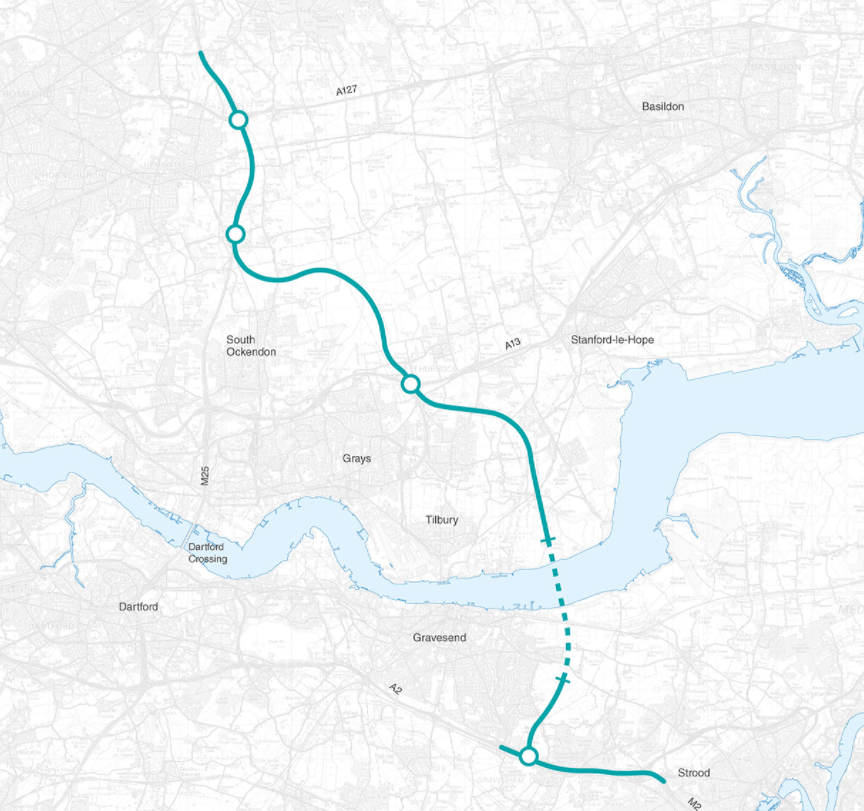 A127
Basildon
South
Ockendon
A13
Stanford-le-Hope
Grays
M25
Tilbury
Dartford
Crossing
Dartford
Gravesend
A2
Strood
M2